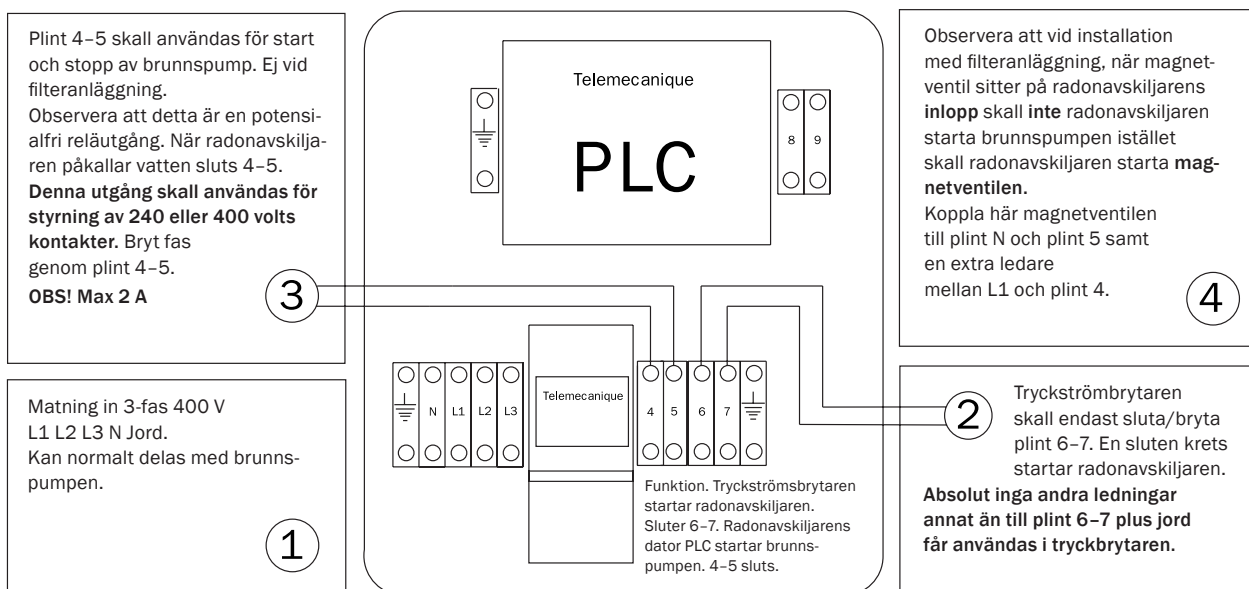 Plint 4–5 skall användas för start
och stopp av brunnspump. Ej vid
filteranläggning.
Observera att detta är en potensi-
alfri reläutgång. När radonavskilja-
ren påkallar vatten sluts 4–5.
Denna utgång skall användas för
styrning av 240 eller 400 volts
kontakter. Bryt fas
genom plint 4–5.
OBS! Max 2 A
3
Matning in 3-fas 400 V
L1 L2 L3 N Jord.
Kan normalt delas med brunns-
pumpen.
1
Telemecanique
PLC
8 9
N L1 L2 L3
Telemecanique
4 5 6 7
Funktion. Tryckströmsbrytaren
startar radonavskiljaren.
Sluter 6–7. Radonavskiljarens
dator PLC startar brunns-
pumpen. 4–5 sluts.
Observera att vid installation
med filteranläggning, när magnet-
ventil sitter på radonavskiljarens
inlopp skall inte radonavskiljaren
starta brunnspumpen istället
skall radonavskiljaren starta mag-
netventilen.
Koppla här magnetventilen
till plint N och plint 5 samt
en extra ledare
mellan L1 och plint 4.
4
2
Tryckströmbrytaren
skall endast sluta/bryta
plint 6–7. En sluten krets
startar radonavskiljaren.
Absolut inga andra ledningar
annat än till plint 6–7 plus jord
får användas i tryckbrytaren.